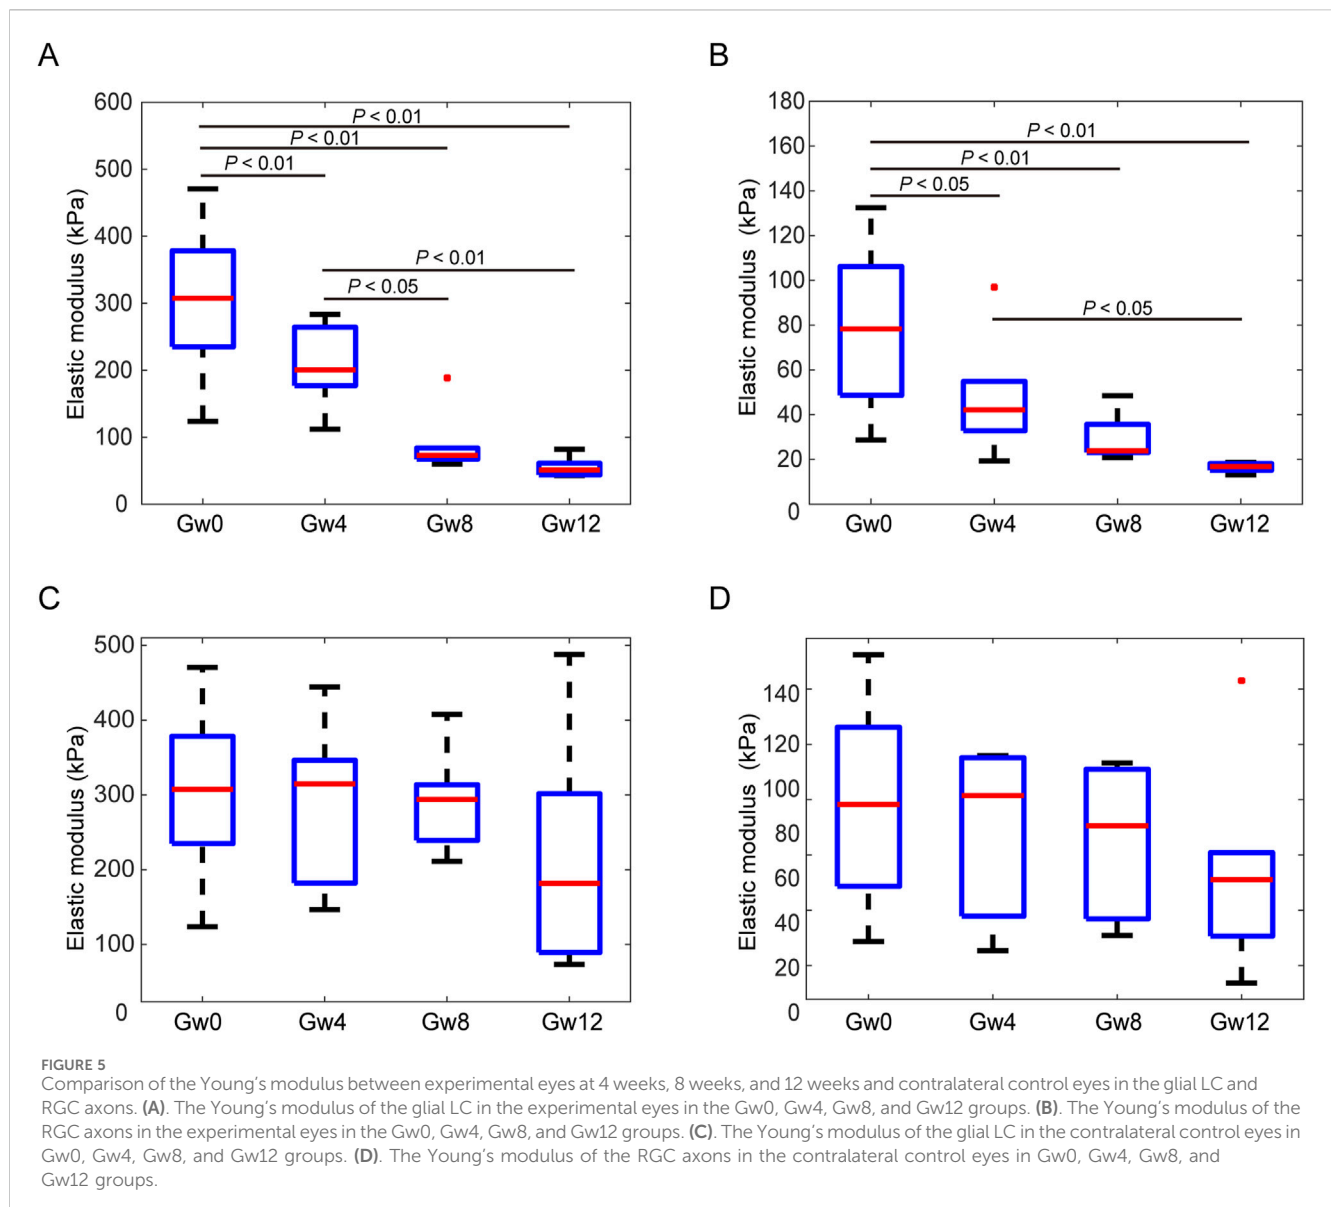 A
Elastic modulus (kPa)
600
500
400
300
200
100
0
P < 0.01
P < 0.01
P < 0.01
P < 0.01
P < 0.05
Gw0 Gw4 Gw8 Gw12
B
Elastic modulus (kPa)
180
160
140
120
100
80
60
40
20
0
P < 0.01
P < 0.01
P < 0.05
P < 0.05
Gw0 Gw4 Gw8 Gw12
C
Elastic modulus (kPa)
500
400
300
200
100
0
Gw0 Gw4 Gw8 Gw12
D
Elastic modulus (kPa)
140
120
100
80
60
40
20
0
Gw0 Gw4 Gw8 Gw12
FIGURE 5
Comparison of the Young's modulus between experimental eyes at 4 weeks, 8 weeks, and 12 weeks and contralateral control eyes in the glial LC and
RGC axons. (A). The Young's modulus of the glial LC in the experimental eyes in the Gw0, Gw4, Gw8, and Gw12 groups. (B). The Young's modulus of the
RGC axons in the experimental eyes in the Gw0, Gw4, Gw8, and Gw12 groups. (C). The Young's modulus of the glial LC in the contralateral control eyes in
Gw0, Gw4, Gw8, and Gw12 groups. (D). The Young's modulus of the RGC axons in the contralateral control eyes in Gw0, Gw4, Gw8, and
Gw12 groups.